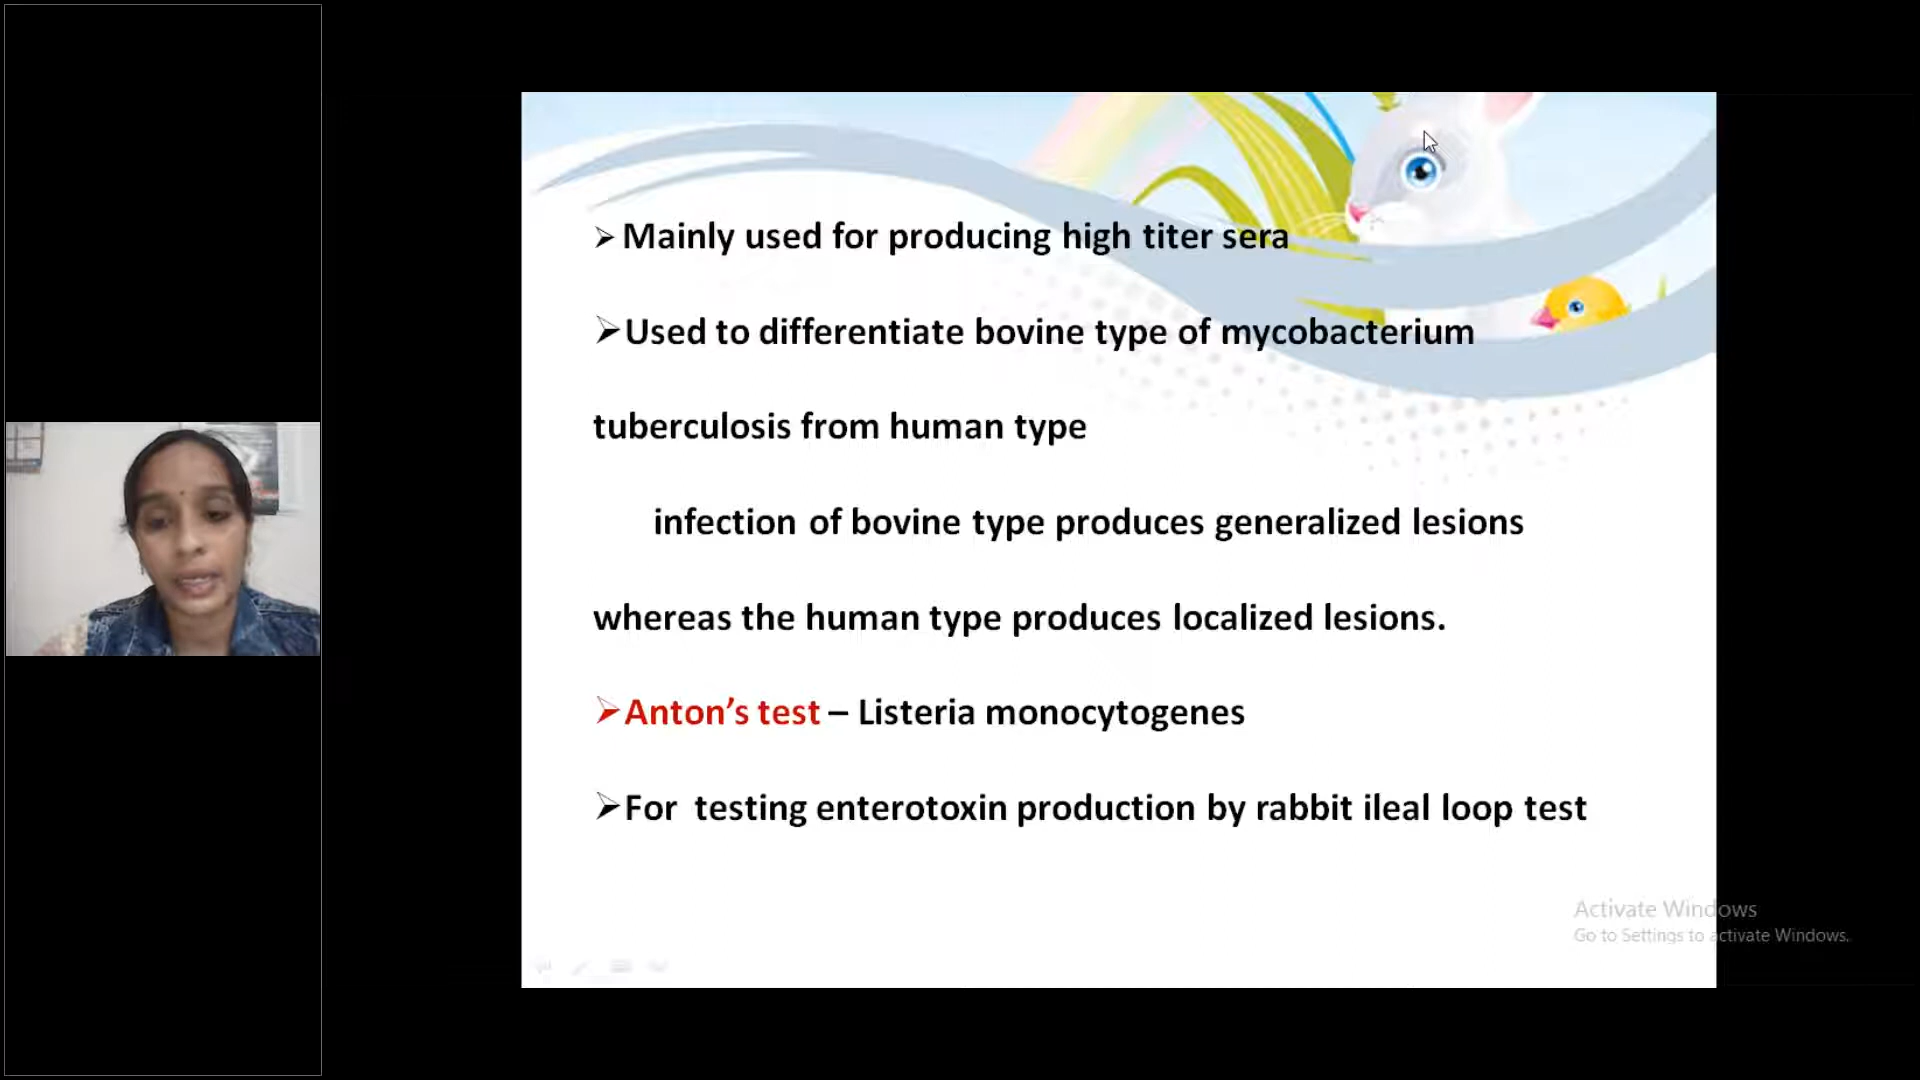 ➢ Mainly used for producing high titer sera
➢Used to differentiate bovine type of mycobacterium
tuberculosis from human type
infection of bovine type produces generalized lesions
whereas the human type produces localized lesions.
➢Anton’s test – Listeria monocytogenes
➢For testing enterotoxin production by rabbit ileal loop test
Activate Windows
Go to Settings to activate Windows.